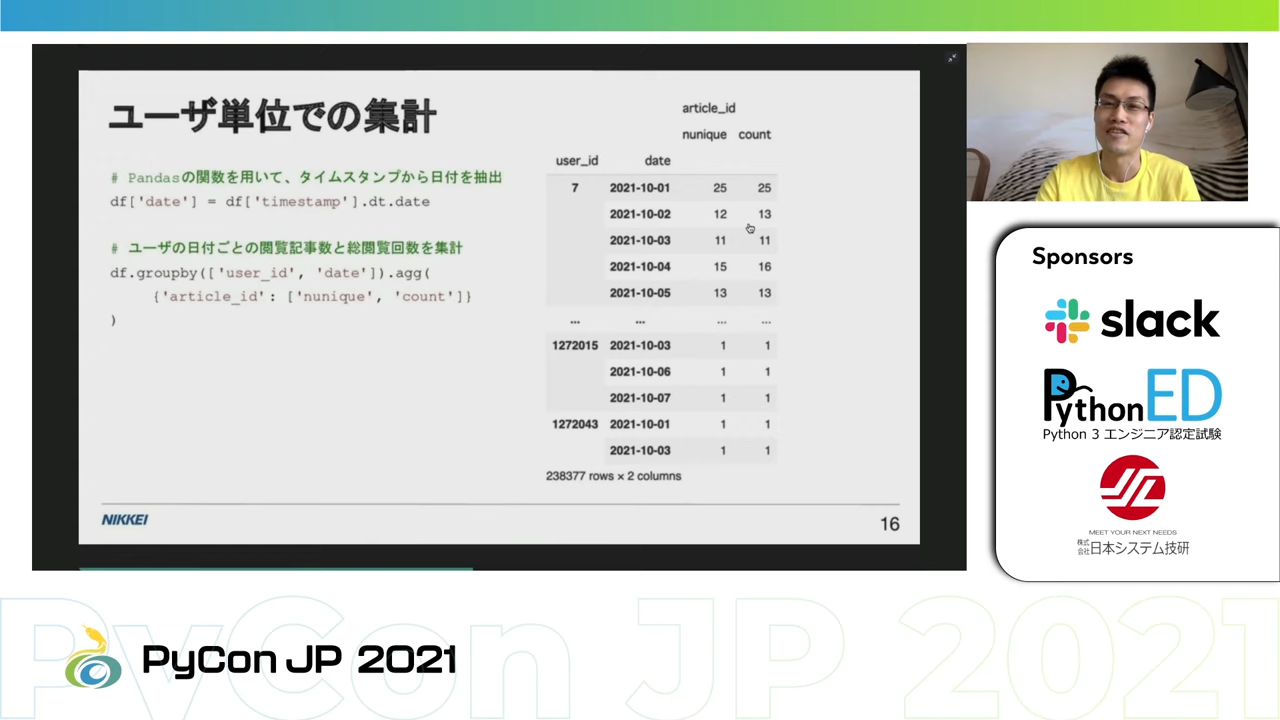 ユーザ単位での集計
# Pandasの関数を用いて、タイムスタンプから日付を抽出
df['date'] = df['timestamp'].dt.date
# ユーザの日付ごとの閲覧記事数と総閲覧回数を集計
df.groupby(['user_id', 'date']).agg(
{'article_id': ['nunique', 'count']}
)
article_id
nunique count
user_id date
7 2021-10-01 25 25
2021-10-02 12 13
2021-10-03 11 11
2021-10-04 15 16
2021-10-05 13 13
... ... ... ...
1272015 2021-10-03 1 1
2021-10-06 1 1
2021-10-07 1 1
1272043 2021-10-01 1 1
2021-10-03 1 1
238377 rows × 2 columns
NIKKEI
16
Sponsors
slack
PythonED
Python 3 エンジニア認定試験
MEET YOUR NEXT NEEDS
株式会社日本システム技研
PyCon JP 2021
PyCon JP 2021